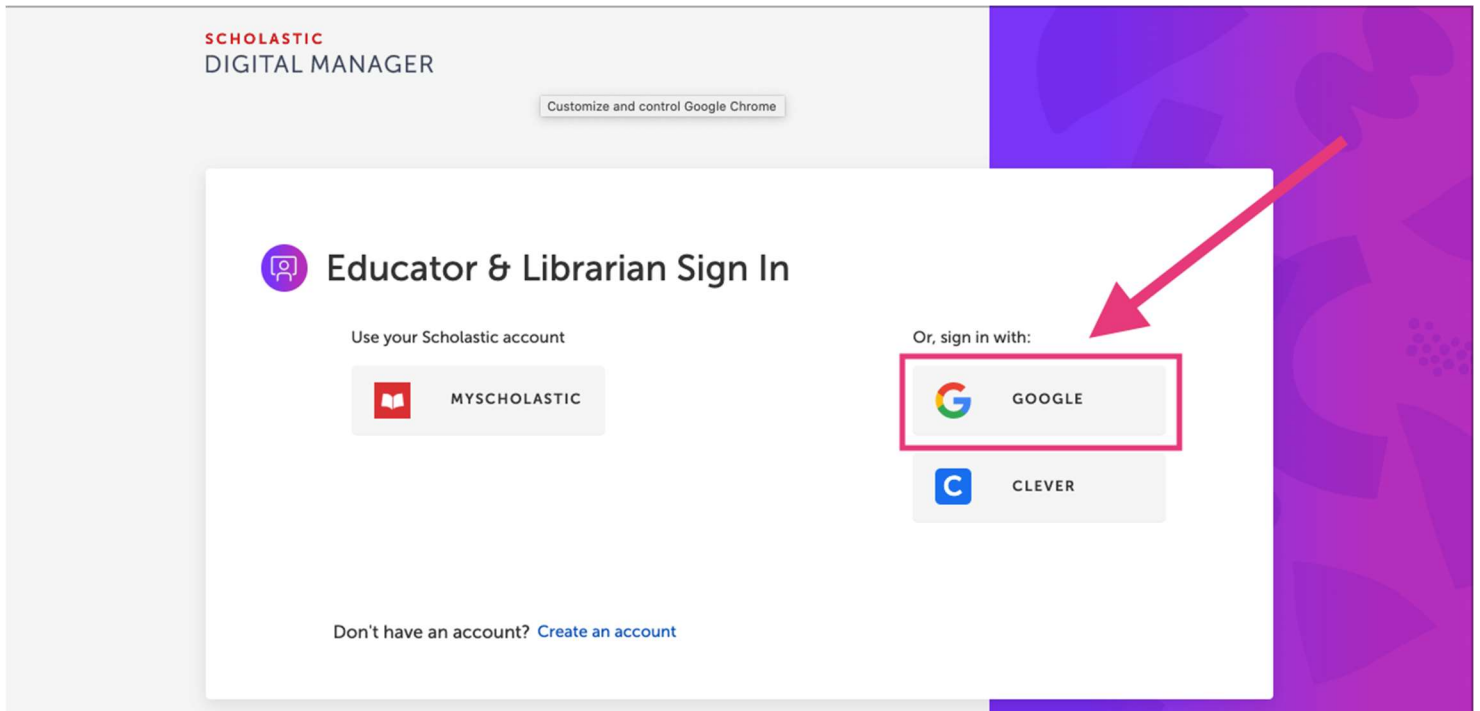 SCHOLASTIC
DIGITAL MANAGER
Customize and control Google Chrome
Educator & Librarian Sign In
Use your Scholastic account
MYSCHOLASTIC
Or, sign in with:
GOOGLE
C CLEVER
Don't have an account? Create an account